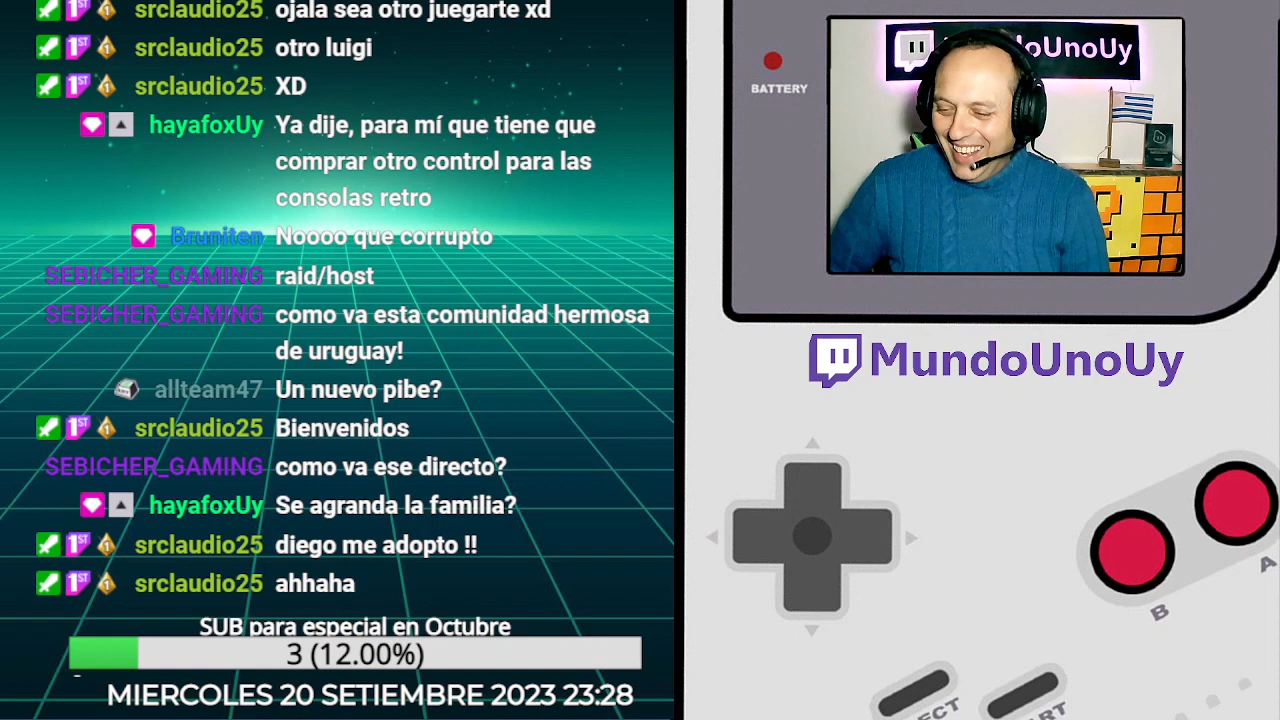 srclaudio25 ojala sea otro juegarte xd
srclaudio25 otro luigi
srclaudio25 XD
hayafoxUy Ya dije, para mí que tiene que
comprar otro control para las
consolas retro
Bruniten Noooo que corrupto
SEBICHER_GAMING raid/host
SEBICHER_GAMING como va esta comunidad hermosa
de uruguay!
allteam47 Un nuevo pibe?
srclaudio25 Bienvenidos
SEBICHER_GAMING como va ese directo?
hayafoxUy Se agranda la familia?
srclaudio25 diego me adopto !!
srclaudio25 ahhaha
SUB para especial en Octubre
3 (12.00%)
MIERCOLES 20 SETIEMBRE 2023 23:28
BATTERY
doUnoUy
MundoUnoUy
B
A